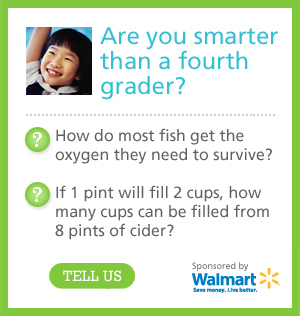 Are you smarter
than a fourth
grader?
? How do most fish get the
oxygen they need to survive?
? If 1 pint will fill 2 cups, how
many cups can be filled from
8 pints of cider?
TELL US
Sponsored by
Walmart
Save money. Live better.